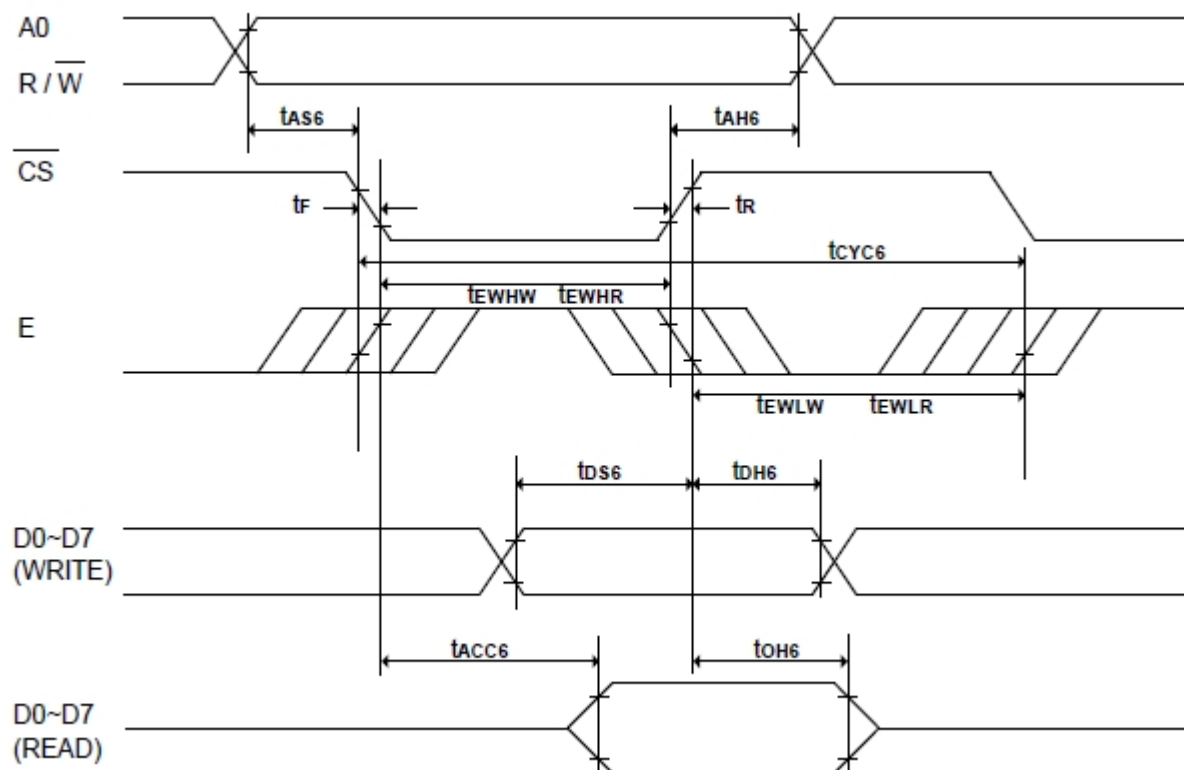 A0
R / W
tAS6 tAH6
CS
tF tR
tCYC6
tEWHW tEWHR
E
tEWLW tEWLR
tDS6 tDH6
D0~D7
(WRITE)
tACC6 tOH6
D0~D7
(READ)